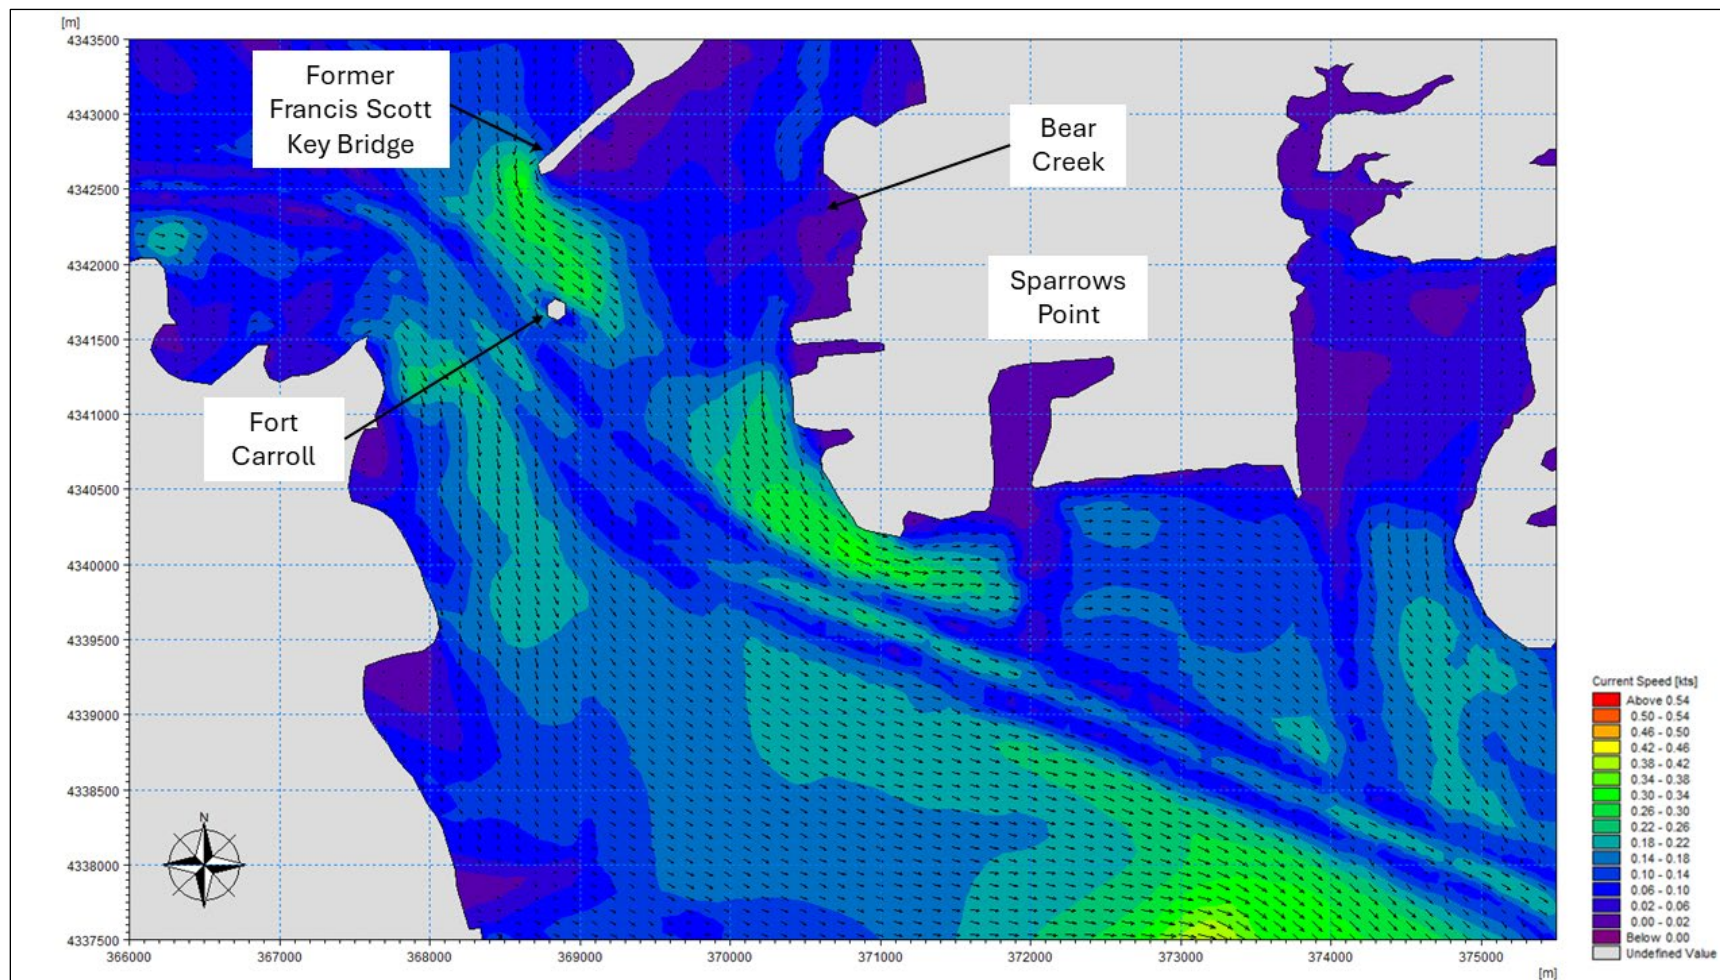 [m]
4343500
4343000
4342500
4342000
4341500
4341000
4340500
4340000
4339500
4339000
4338500
4338000
4337500
Former
Francis Scott
Key Bridge
Bear
Creek
Sparrows
Point
Fort
Carroll
N
366000 367000 368000 369000 370000 371000 372000 373000 374000 375000
[m]
Current Speed [kts]
Above 0.54
0.50 - 0.54
0.46 - 0.50
0.42 - 0.46
0.38 - 0.42
0.34 - 0.38
0.30 - 0.34
0.26 - 0.30
0.22 - 0.26
0.18 - 0.22
0.14 - 0.18
0.10 - 0.14
0.06 - 0.10
0.02 - 0.06
0.00 - 0.02
Below 0.00
Undefined Value